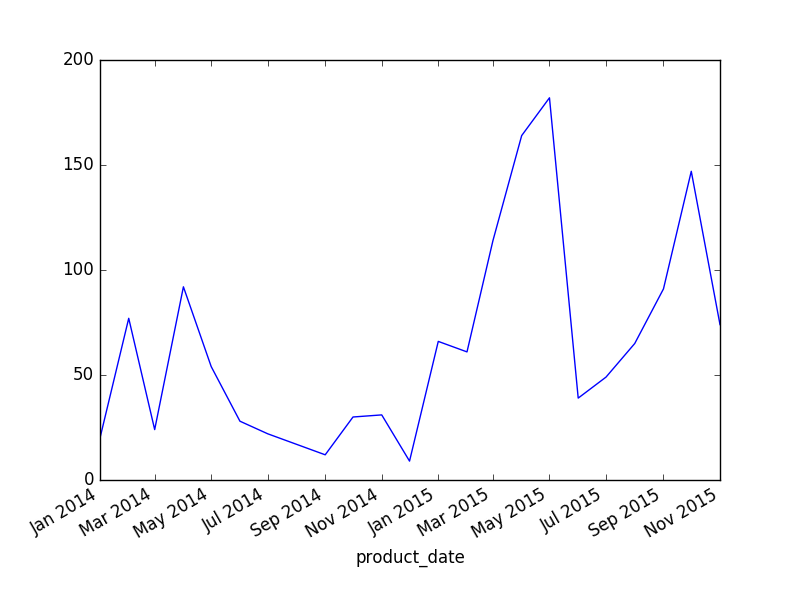 200
150
100
50
0
Jan 2014
Mar 2014
May 2014
Jul 2014
Sep 2014
Nov 2014
Jan 2015
Mar 2015
May 2015
Jul 2015
Sep 2015
Nov 2015
product_date